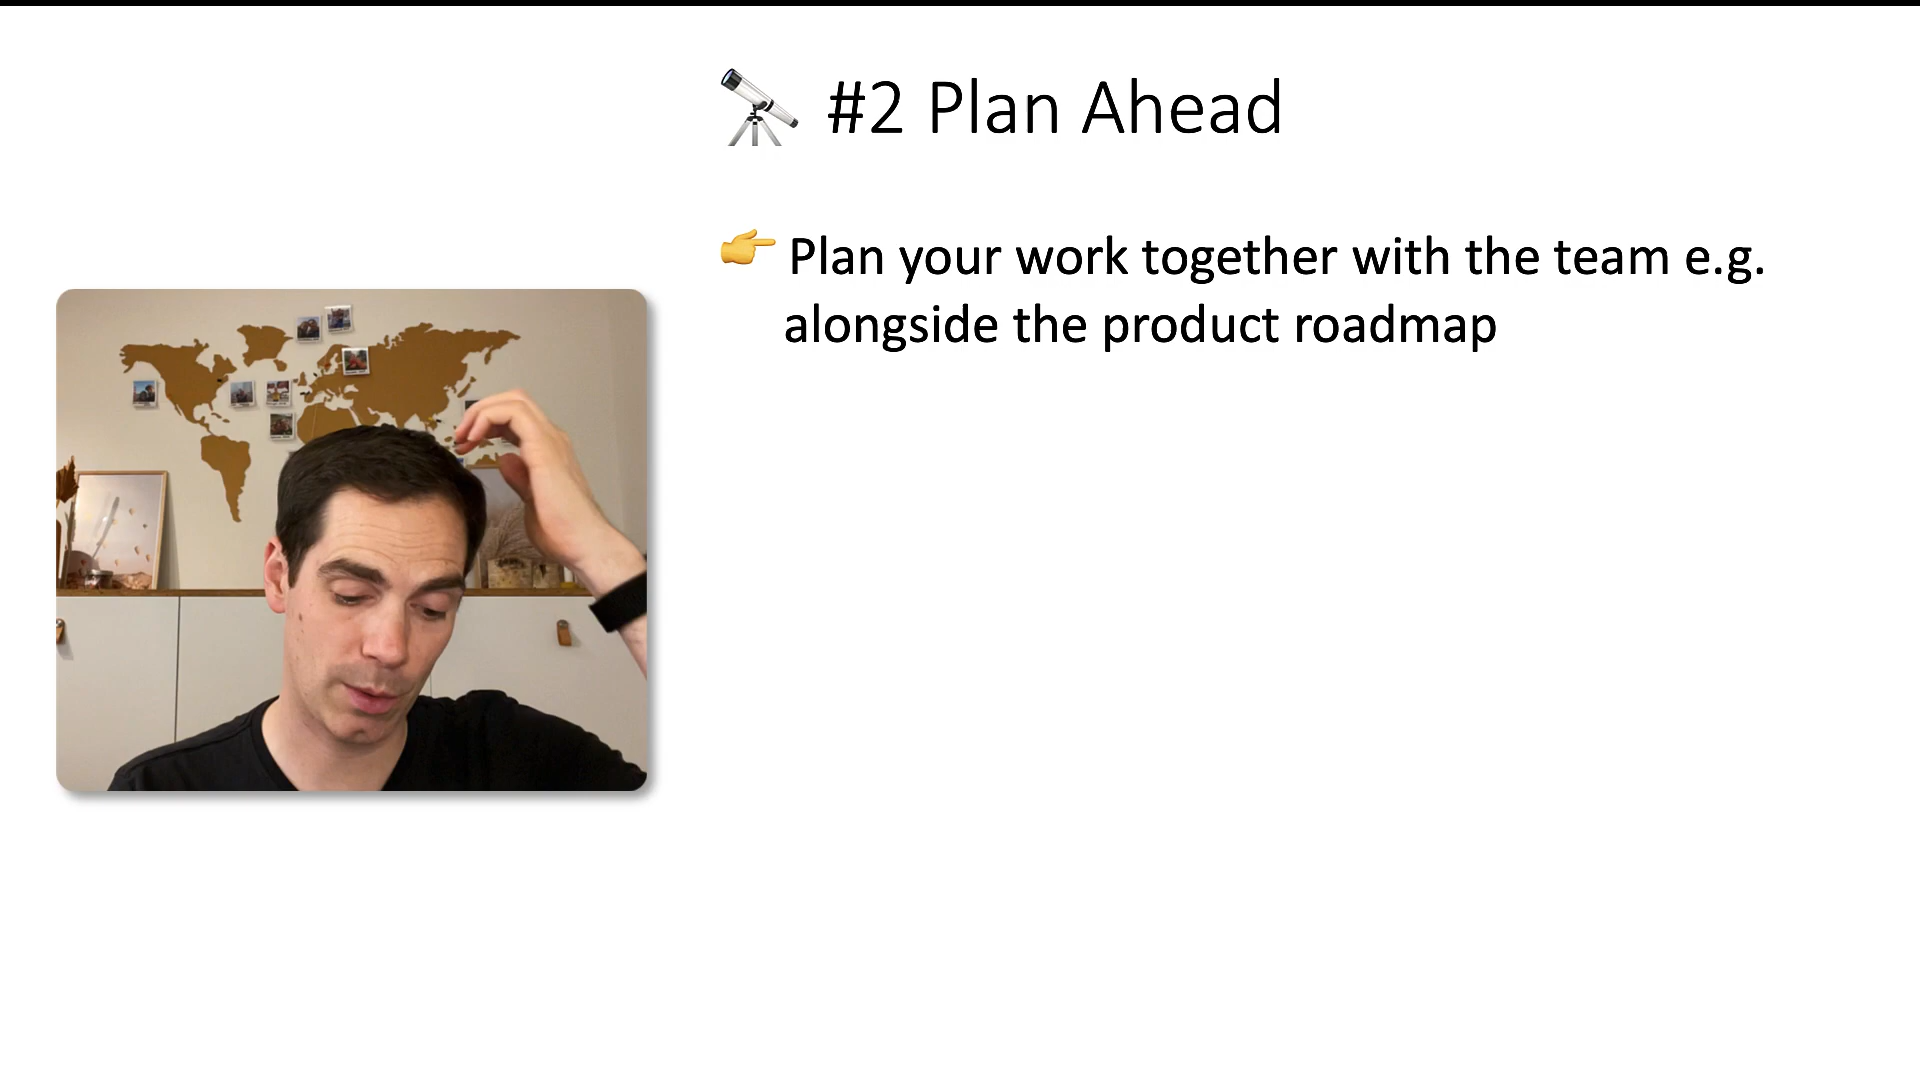 🔭 #2 Plan Ahead
👉 Plan your work together with the team e.g.
alongside the product roadmap